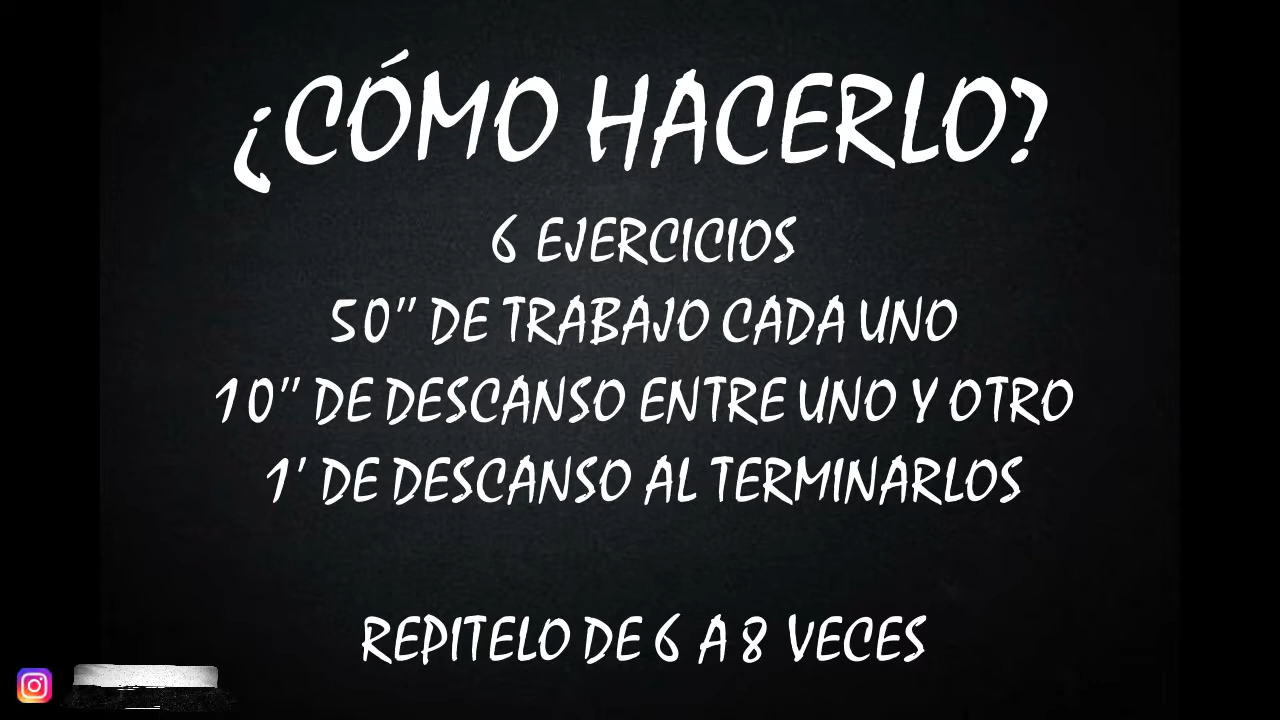 ¿CÓMO HACERLO?
6 EJERCICIOS
50" DE TRABAJO CADA UNO
10" DE DESCANSO ENTRE UNO Y OTRO
1' DE DESCANSO AL TERMINARLOS
REPITELO DE 6 A 8 VECES